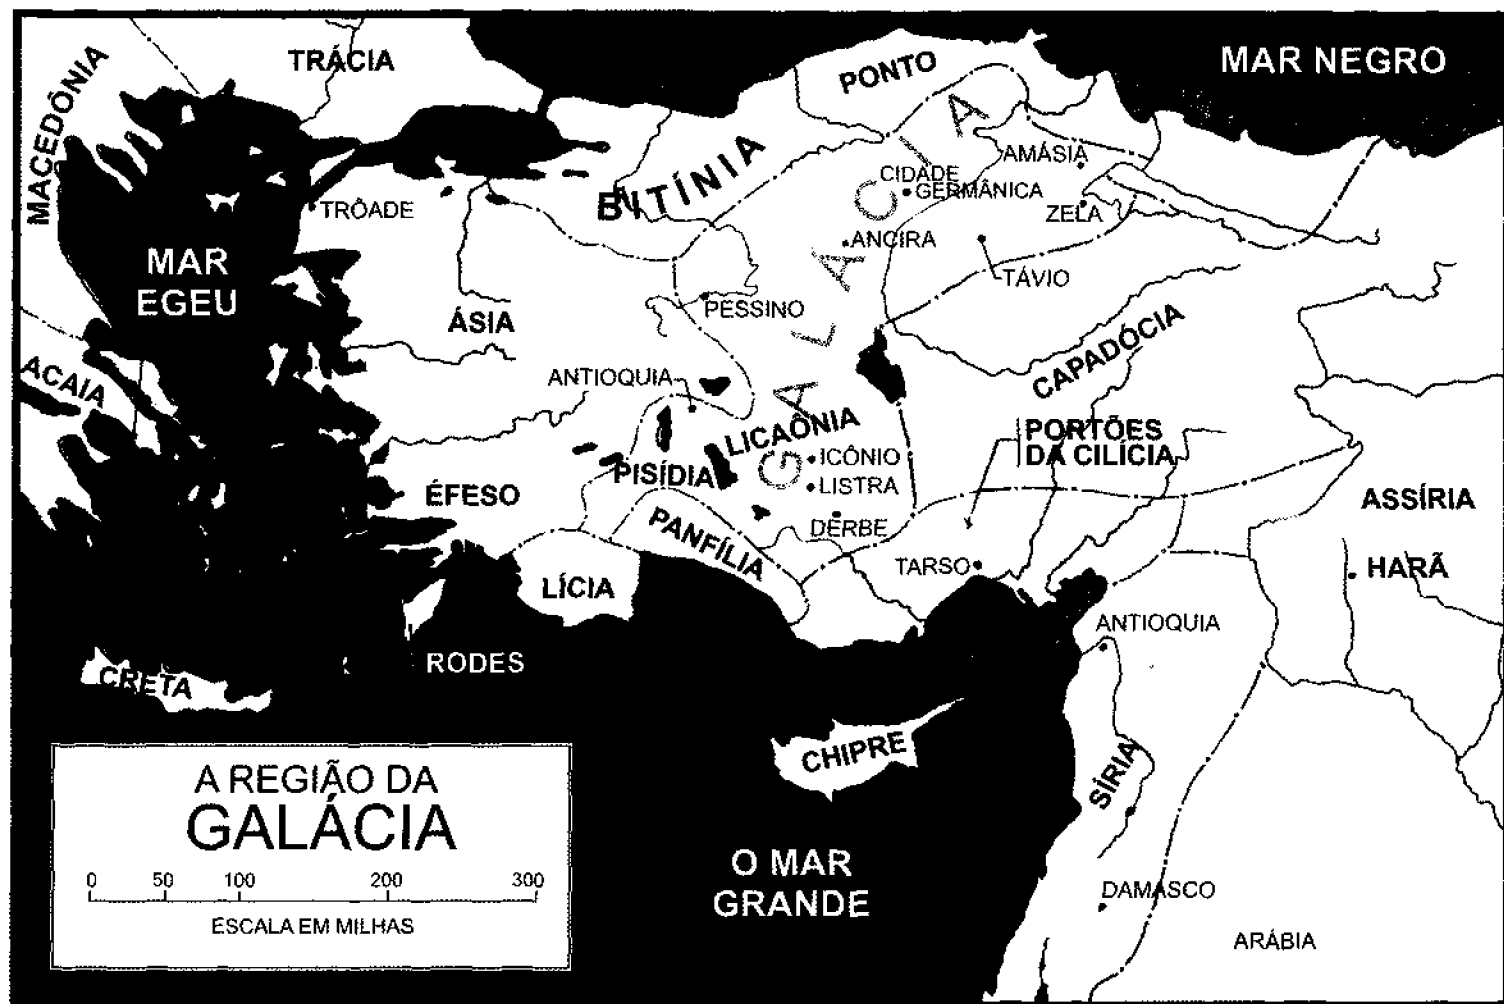 MACEDÔNIA
TRÁCIA
PONTO
MAR NEGRO
BITÍNIA
GALÁCIA
AMÁSIA
CIDADE
GERMÂNICA
ZELA
TRÔADE
ANCIRA
TÁVIO
MAR
EGEU
PESSINO
ÁSIA
CAPADÓCIA
ACAIA
ANTIOQUIA
LICAÔNIA
PORTÕES
DA CILÍCIA
ICÔNIO
PISÍDIA
LISTRA
ÉFESO
ASSÍRIA
DERBE
PANFÍLIA
TARSO
HARÃ
LÍCIA
ANTIOQUIA
RODES
CRETA
CHIPRE
SÍRIA
A REGIÃO DA
GALÁCIA
0 50 100 200 300
ESCALA EM MILHAS
O MAR
GRANDE
DAMASCO
ARÁBIA